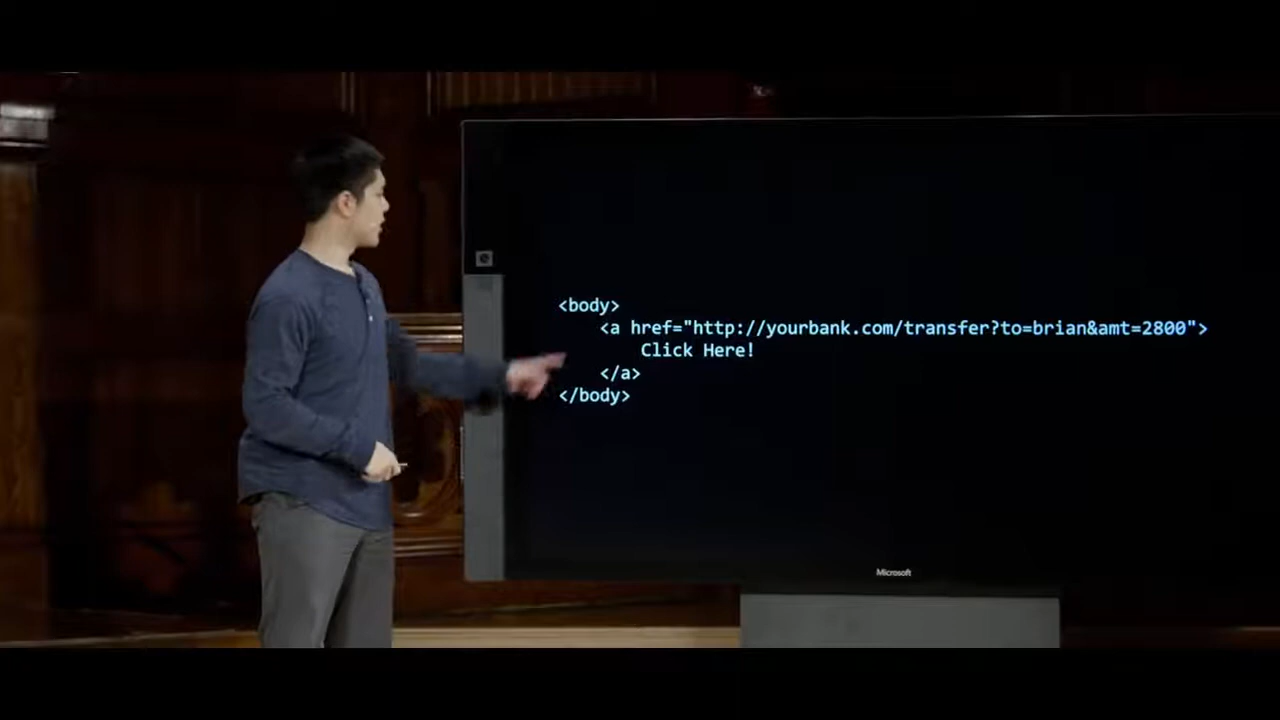 <body>
<a href="http://yourbank.com/transfer?to=brian&amt=2800">
Click Here!
</a>
</body>
Microsoft